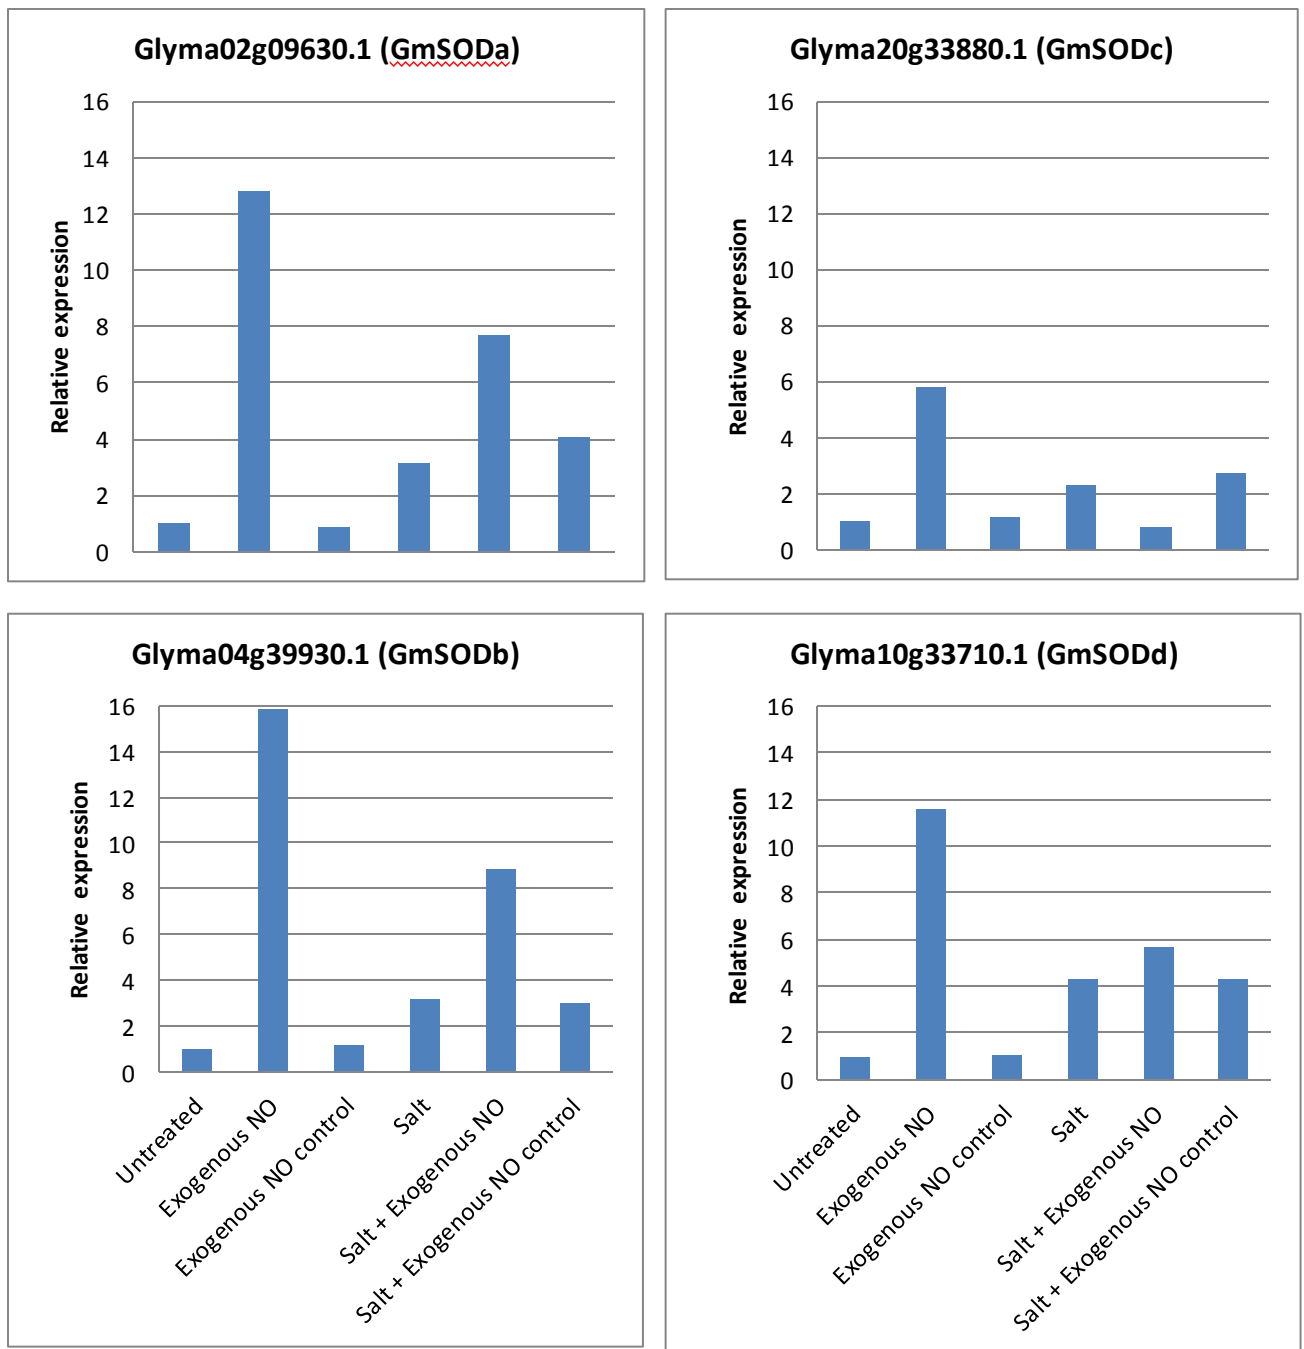 Glyma02g09630.1 (GmSODa)
16
14
12
10
8
6
4
2
0
Relative expression
Glyma20g33880.1 (GmSODc)
16
14
12
10
8
6
4
2
0
Relative expression
Glyma04g39930.1 (GmSODb)
16
14
12
10
8
6
4
2
0
Relative expression
Untreated
Exogenous NO
Exogenous NO control
Salt
Salt + Exogenous NO
Salt + Exogenous NO control
Glyma10g33710.1 (GmSODd)
16
14
12
10
8
6
4
2
0
Relative expression
Untreated
Exogenous NO
Exogenous NO control
Salt
Salt + Exogenous NO
Salt + Exogenous NO control